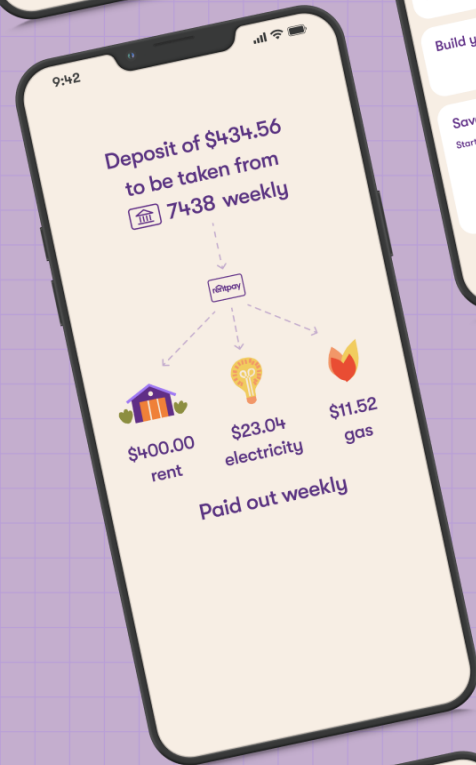 9:42
Deposit of $434.56
to be taken from
7438 weekly
rentpay
$400.00
rent
$23.04
electricity
$11.52
gas
Paid out weekly
Build y
Save
Start